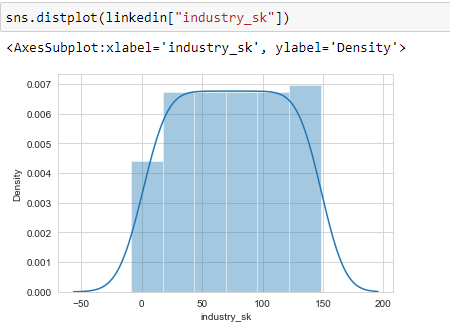 sns.distplot(linkedin["industry_sk"])
<AxesSubplot:xlabel='industry_sk', ylabel='Density'>
0.007
0.006
0.005
0.004
0.003
0.002
0.001
0.000
Density
−50 0 50 100 150 200
industry_sk